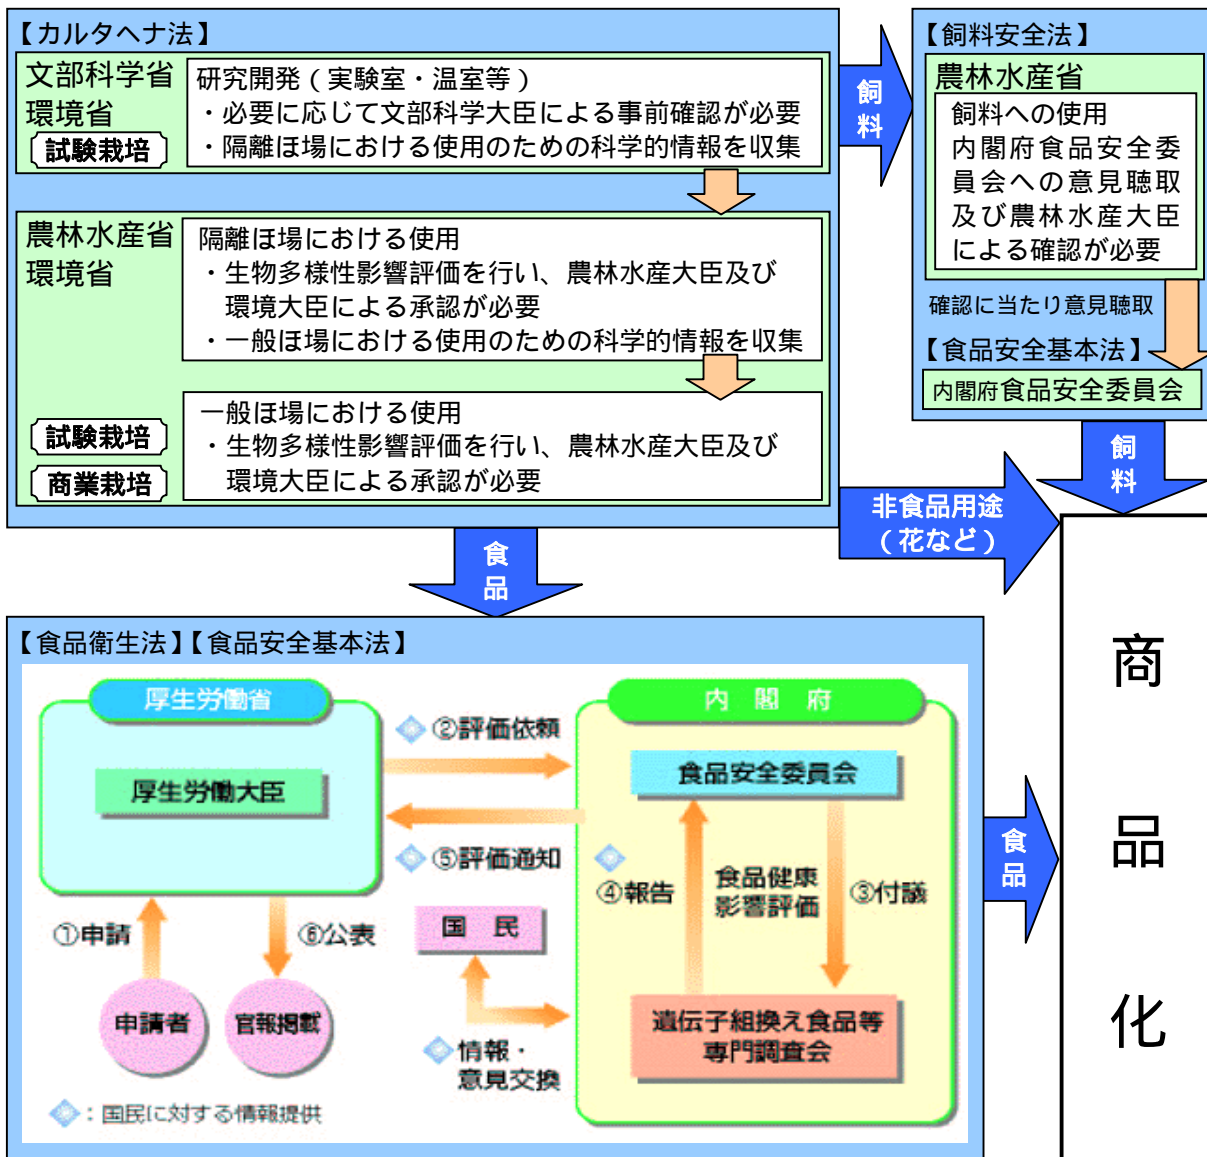 【カルタヘナ法】
文部科学省
環境省
試験栽培
研究開発(実験室・温室等)
・必要に応じて文部科学大臣による事前確認が必要
・隔離ほ場における使用のための科学的情報を収集
農林水産省
環境省
隔離ほ場における使用
・生物多様性影響評価を行い、農林水産大臣及び
環境大臣による承認が必要
・一般ほ場における使用のための科学的情報を収集
試験栽培
商業栽培
一般ほ場における使用
・生物多様性影響評価を行い、農林水産大臣及び
環境大臣による承認が必要
飼
料
【飼料安全法】
農林水産省
飼料への使用
内閣府食品安全委
員会への意見聴取
及び農林水産大臣
による確認が必要
確認に当たり意見聴取
【食品安全基本法】
内閣府食品安全委員会
飼
料
非食品用途
(花など)
食
品
【食品衛生法】【食品安全基本法】
厚生労働省
厚生労働大臣
②評価依頼
⑤評価通知
内閣府
食品安全委員会
④報告
食品健康
影響評価
③付議
遺伝子組換え食品等
専門調査会
①申請
⑥公表
申請者
官報掲載
国民
情報・
意見交換
:国民に対する情報提供
食
品
商
品
化